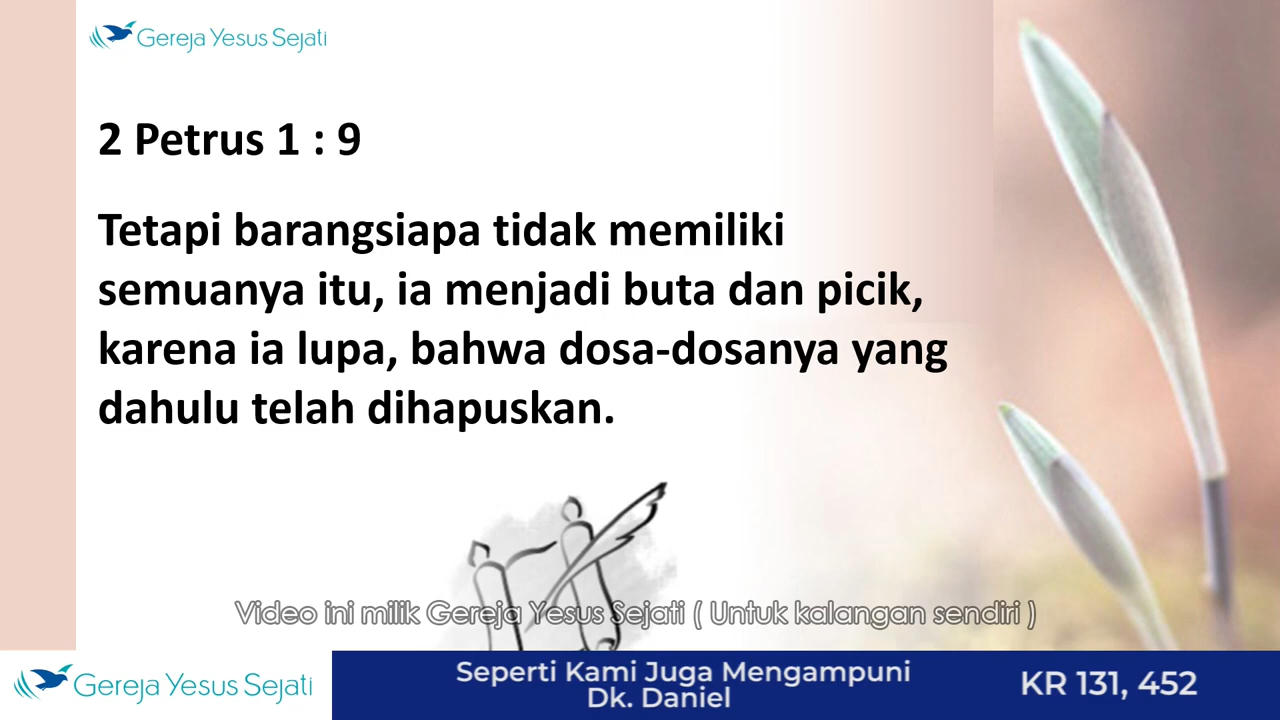 Gereja Yesus Sejati
2 Petrus 1 : 9
Tetapi barangsiapa tidak memiliki
semuanya itu, ia menjadi buta dan picik,
karena ia lupa, bahwa dosa-dosanya yang
dahulu telah dihapuskan.
Video ini milik Gereja Yesus Sejati ( Untuk kalangan sendiri )
Gereja Yesus Sejati
Seperti Kami Juga Mengampuni
Dk. Daniel
KR 131, 452